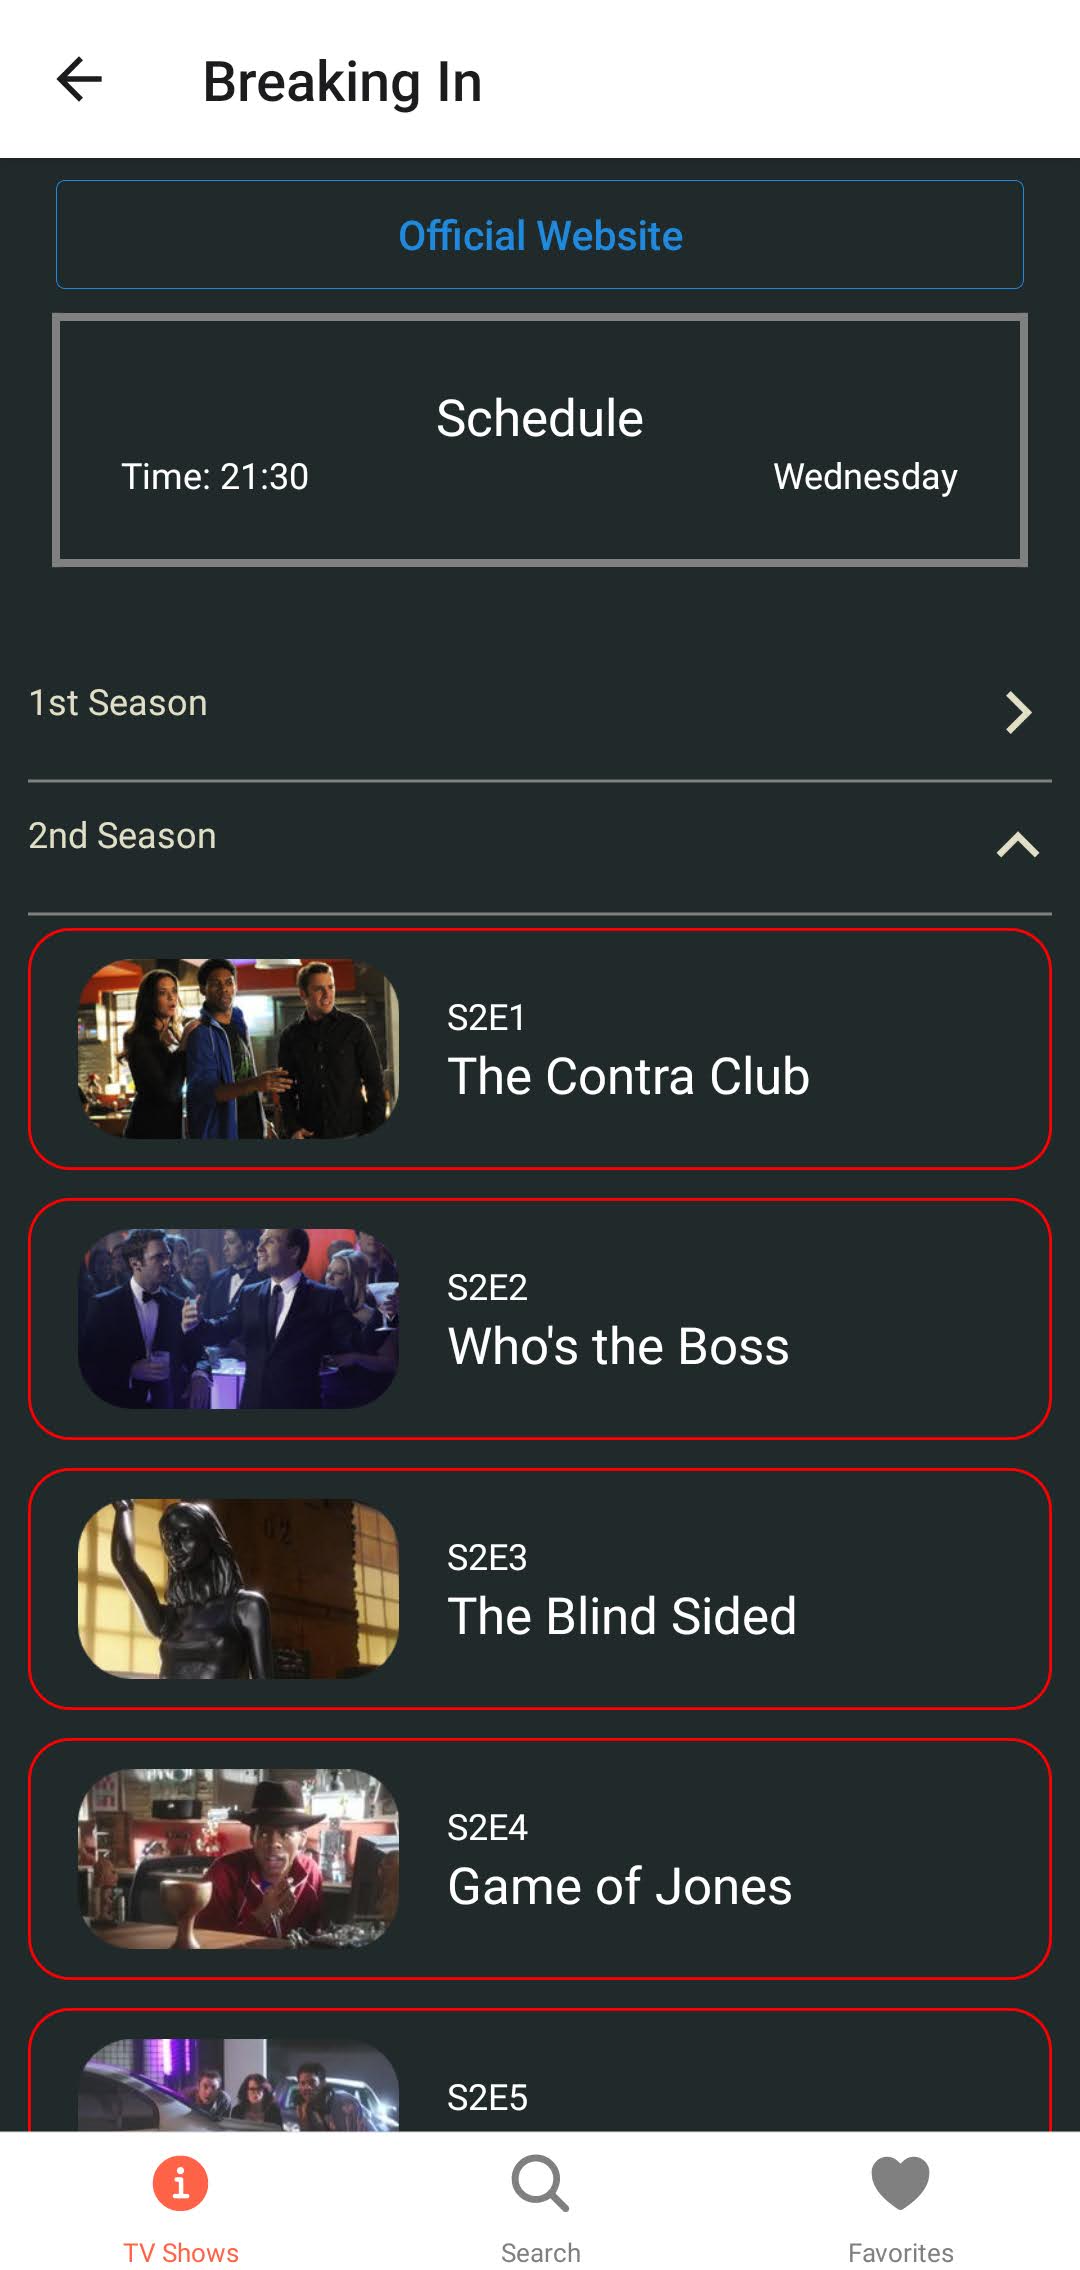 Breaking In
Official Website
Schedule
Time: 21:30 Wednesday
1st Season
2nd Season
S2E1
The Contra Club
S2E2
Who's the Boss
S2E3
The Blind Sided
S2E4
Game of Jones
S2E5
TV Shows Search Favorites